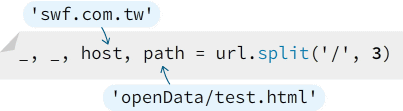 'swf.com.tw'
_, _, host, path = url.split('/', 3)
'openData/test.html'